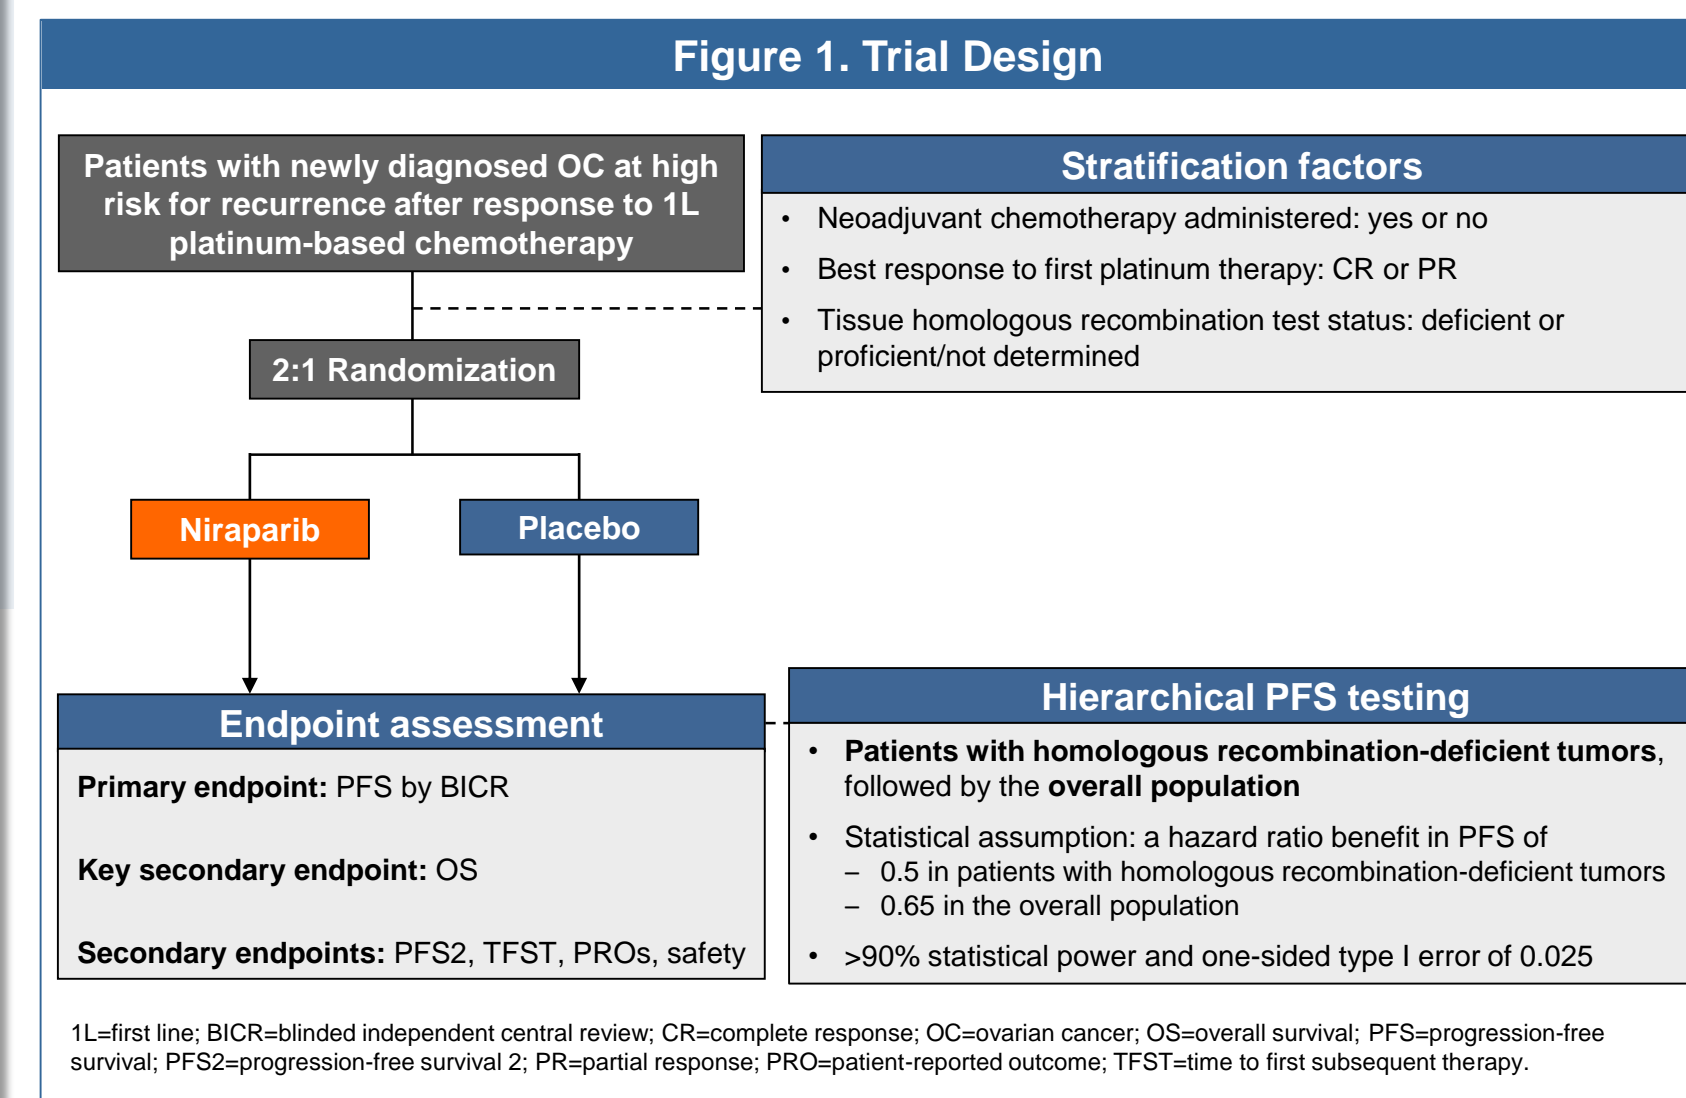 Figure 1. Trial Design
Patients with newly diagnosed OC at high
risk for recurrence after response to 1L
platinum-based chemotherapy
Stratification factors
• Neoadjuvant chemotherapy administered: yes or no
• Best response to first platinum therapy: CR or PR
• Tissue homologous recombination test status: deficient or
proficient/not determined
2:1 Randomization
Niraparib
Placebo
Endpoint assessment
Primary endpoint: PFS by BICR
Key secondary endpoint: OS
Secondary endpoints: PFS2, TFST, PROs, safety
Hierarchical PFS testing
• Patients with homologous recombination-deficient tumors,
followed by the overall population
• Statistical assumption: a hazard ratio benefit in PFS of
– 0.5 in patients with homologous recombination-deficient tumors
– 0.65 in the overall population
• >90% statistical power and one-sided type I error of 0.025
1L=first line; BICR=blinded independent central review; CR=complete response; OC=ovarian cancer; OS=overall survival; PFS=progression-free
survival; PFS2=progression-free survival 2; PR=partial response; PRO=patient-reported outcome; TFST=time to first subsequent therapy.